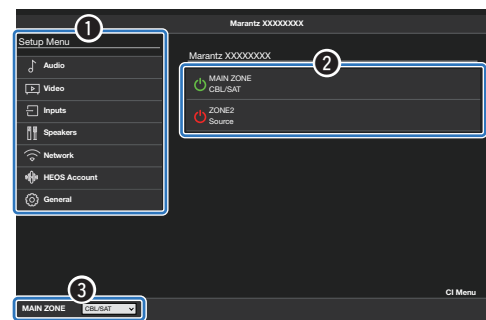 Marantz XXXXXXXX
1
Setup Menu
Audio
Video
Inputs
Speakers
Network
HEOS Account
General
Marantz XXXXXXXX
2
MAIN ZONE
CBL/SAT
ZONE2
Source
3
CI Menu
MAIN ZONE CBL/SAT